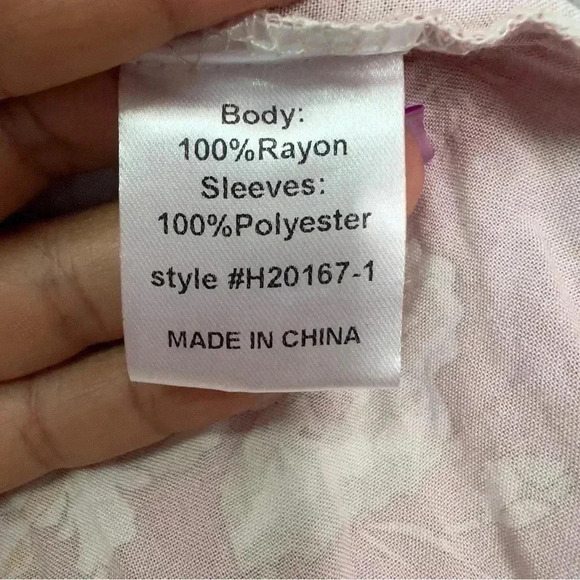 Body:
100%Rayon
Sleeves:
100%Polyester
style #H20167-1
MADE IN CHINA